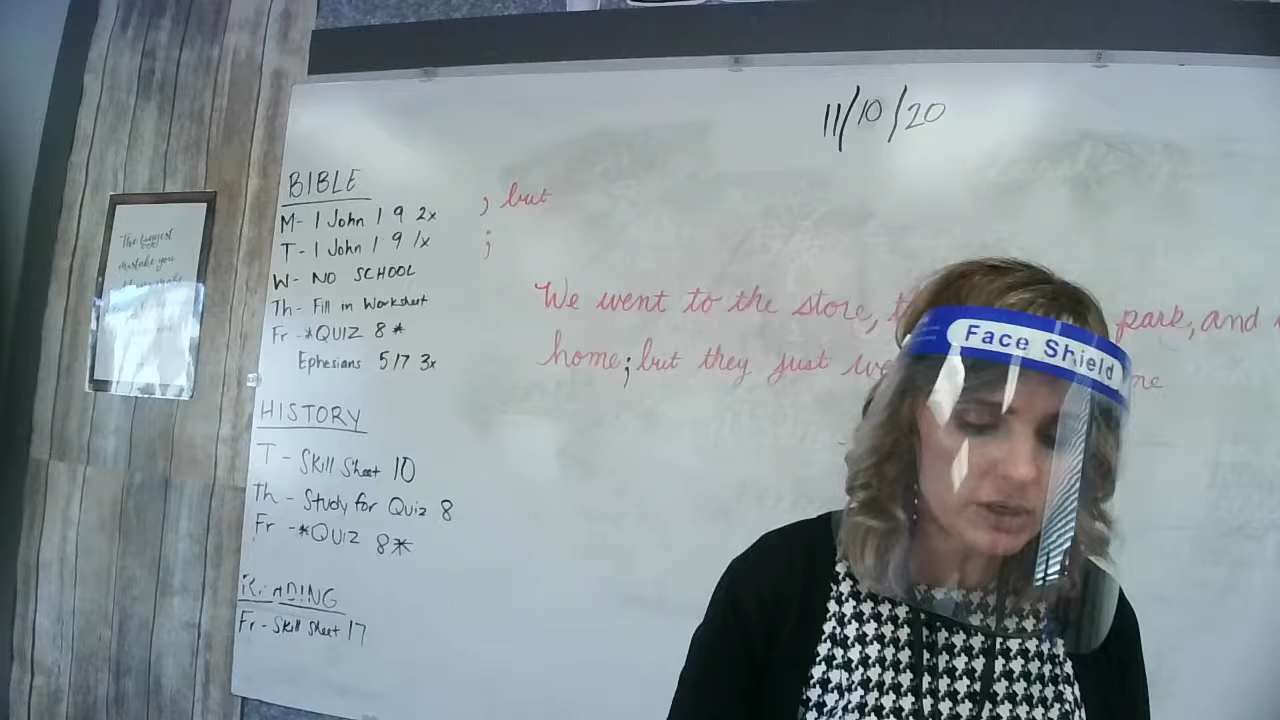 11/10/20
BIBLE
M- 1 John 1 9 2x
T- 1 John 1 9 1x
W- NO SCHOOL
Th- Fill in Worksheet
Fr -*QUIZ 8*
Ephesians 5 17 3x
HISTORY
T - Skill Sheet 10
Th - Study for Quiz 8
Fr -*QUIZ 8*
READING
Fr- Skill Sheet 17
, but
;
We went to the store, park, and
home; but they just
The biggest
mistake you
Face Shield